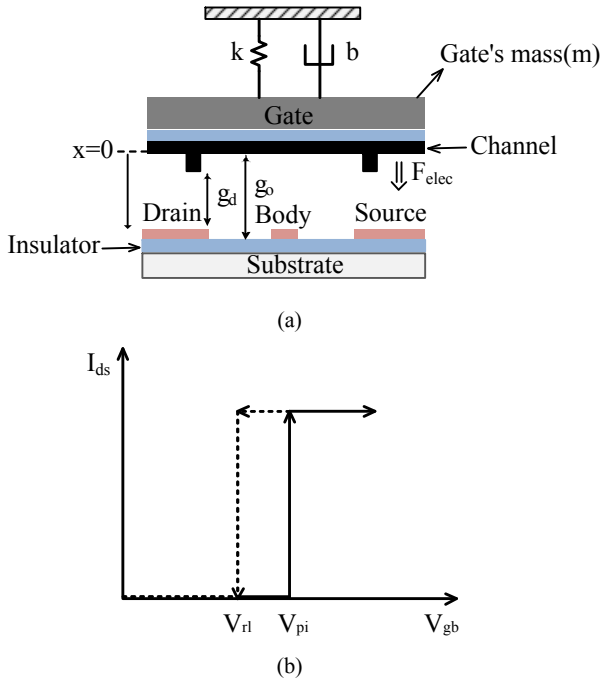 k
b
Gate's mass(m)
Gate
x=0
Channel
F_elec
g_d
g_o
Drain
Body
Source
Insulator
Substrate
(a)
I_ds
V_rl
V_pi
V_gb
(b)